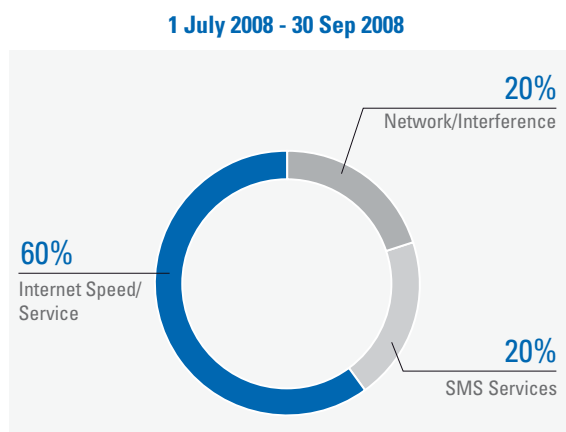 1 July 2008 - 30 Sep 2008
20%
Network/Interference
60%
Internet Speed/
Service
20%
SMS Services